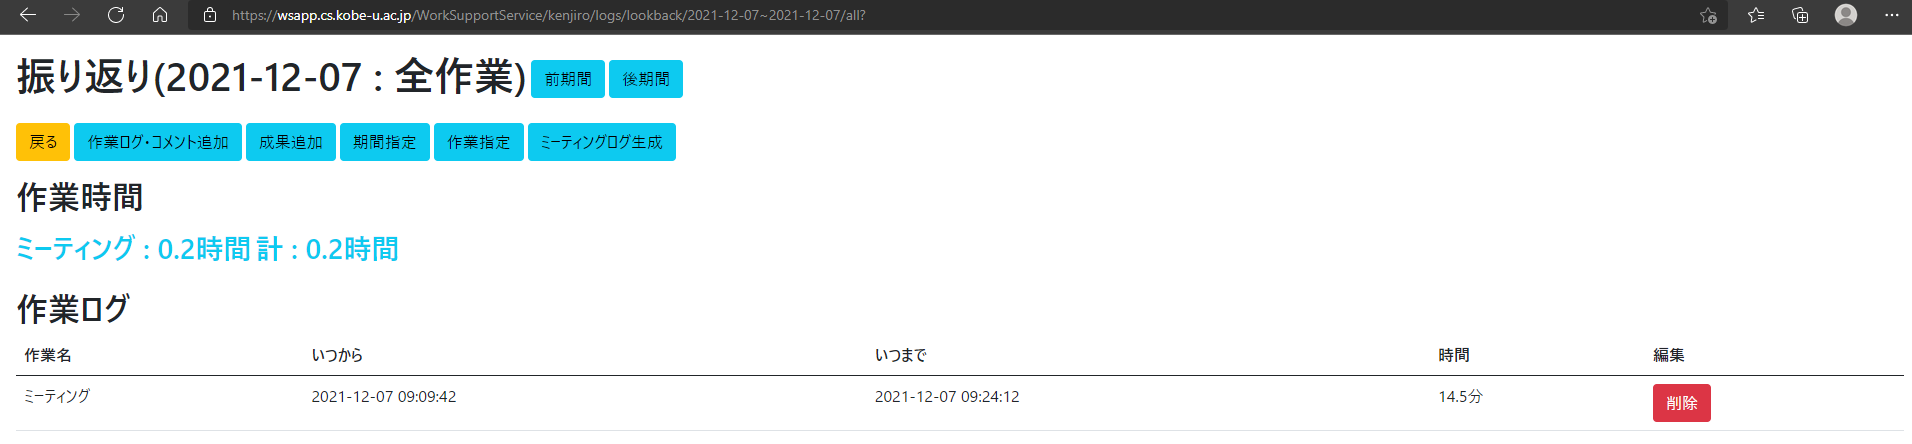 https://wsapp.cs.kobe-u.ac.jp/WorkSupportService/kenjiro/logs/lookback/2021-12-07~2021-12-07/all?
振り返り(2021-12-07 : 全作業) 前期間 後期間
戻る 作業ログ・コメント追加 成果追加 期間指定 作業指定 ミーティングログ生成
作業時間
ミーティング : 0.2時間 計 : 0.2時間
作業ログ
作業名 いつから いつまで 時間 編集
ミーティング 2021-12-07 09:09:42 2021-12-07 09:24:12 14.5分 削除